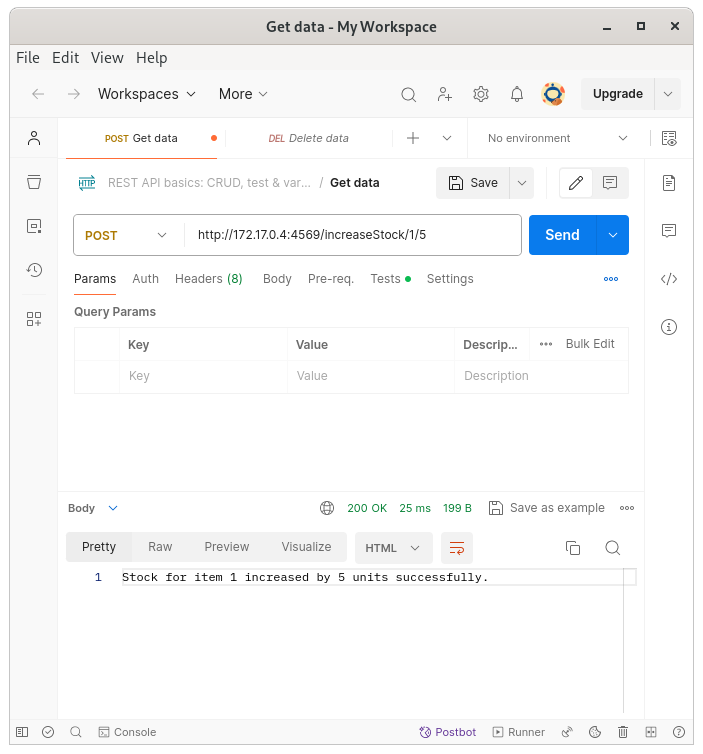 Get data - My Workspace
File Edit View Help
Workspaces More Upgrade
POST Get data DEL Delete data No environment
HTTP REST API basics: CRUD, test & var... / Get data Save
POST http://172.17.0.4:4569/increaseStock/1/5 Send
Params Auth Headers (8) Body Pre-req. Tests Settings
Query Params
Key Value Descrip... Bulk Edit
Key Value Description
Body 200 OK 25 ms 199 B Save as example
Pretty Raw Preview Visualize HTML
1 Stock for item 1 increased by 5 units successfully.
Console Postbot Runner